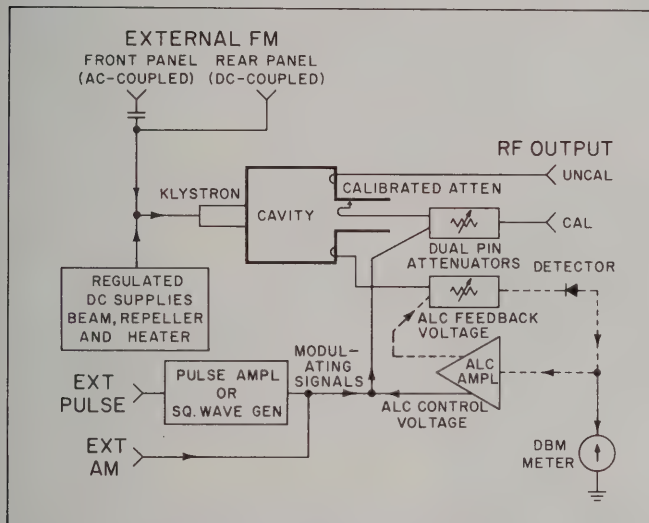 EXTERNAL FM
FRONT PANEL
(AC-COUPLED)
REAR PANEL
(DC-COUPLED)
RF OUTPUT
UNCAL
KLYSTRON
CAVITY
CALIBRATED ATTEN
CAL
DUAL PIN
ATTENUATORS
DETECTOR
REGULATED
DC SUPPLIES
BEAM, REPELLER
AND HEATER
ALC FEEDBACK
VOLTAGE
MODUL-
ATING
SIGNALS
ALC
AMPL
EXT
PULSE
PULSE AMPL
OR
SQ. WAVE GEN
ALC CONTROL
VOLTAGE
EXT
AM
DBM
METER